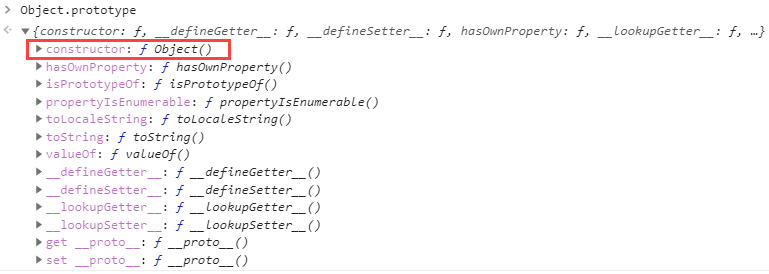 > Object.prototype
<· ▼{constructor: ƒ, __defineGetter__: ƒ, __defineSetter__: ƒ, hasOwnProperty: ƒ, __lookupGetter__: ƒ, …}
▶constructor: ƒ Object()
▶hasOwnProperty: ƒ hasOwnProperty()
▶isPrototypeOf: ƒ isPrototypeOf()
▶propertyIsEnumerable: ƒ propertyIsEnumerable()
▶toLocaleString: ƒ toLocaleString()
▶toString: ƒ toString()
▶valueOf: ƒ valueOf()
▶__defineGetter__: ƒ __defineGetter__()
▶__defineSetter__: ƒ __defineSetter__()
▶__lookupGetter__: ƒ __lookupGetter__()
▶__lookupSetter__: ƒ __lookupSetter__()
▶get __proto__: ƒ __proto__()
▶set __proto__: ƒ __proto__()